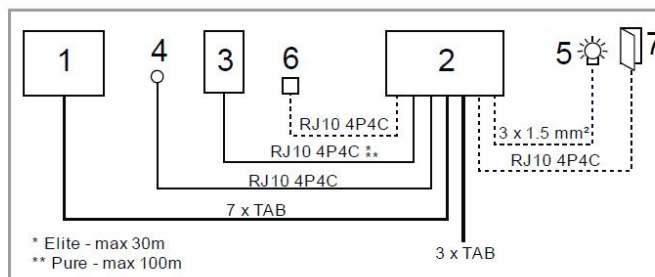 1
4
3
6
2
5
7
RJ10 4P4C
3 x 1.5 mm²
RJ10 4P4C *
**
RJ10 4P4C
RJ10 4P4C
7 x TAB
3 x TAB
* Elite - max 30m
** Pure - max 100m